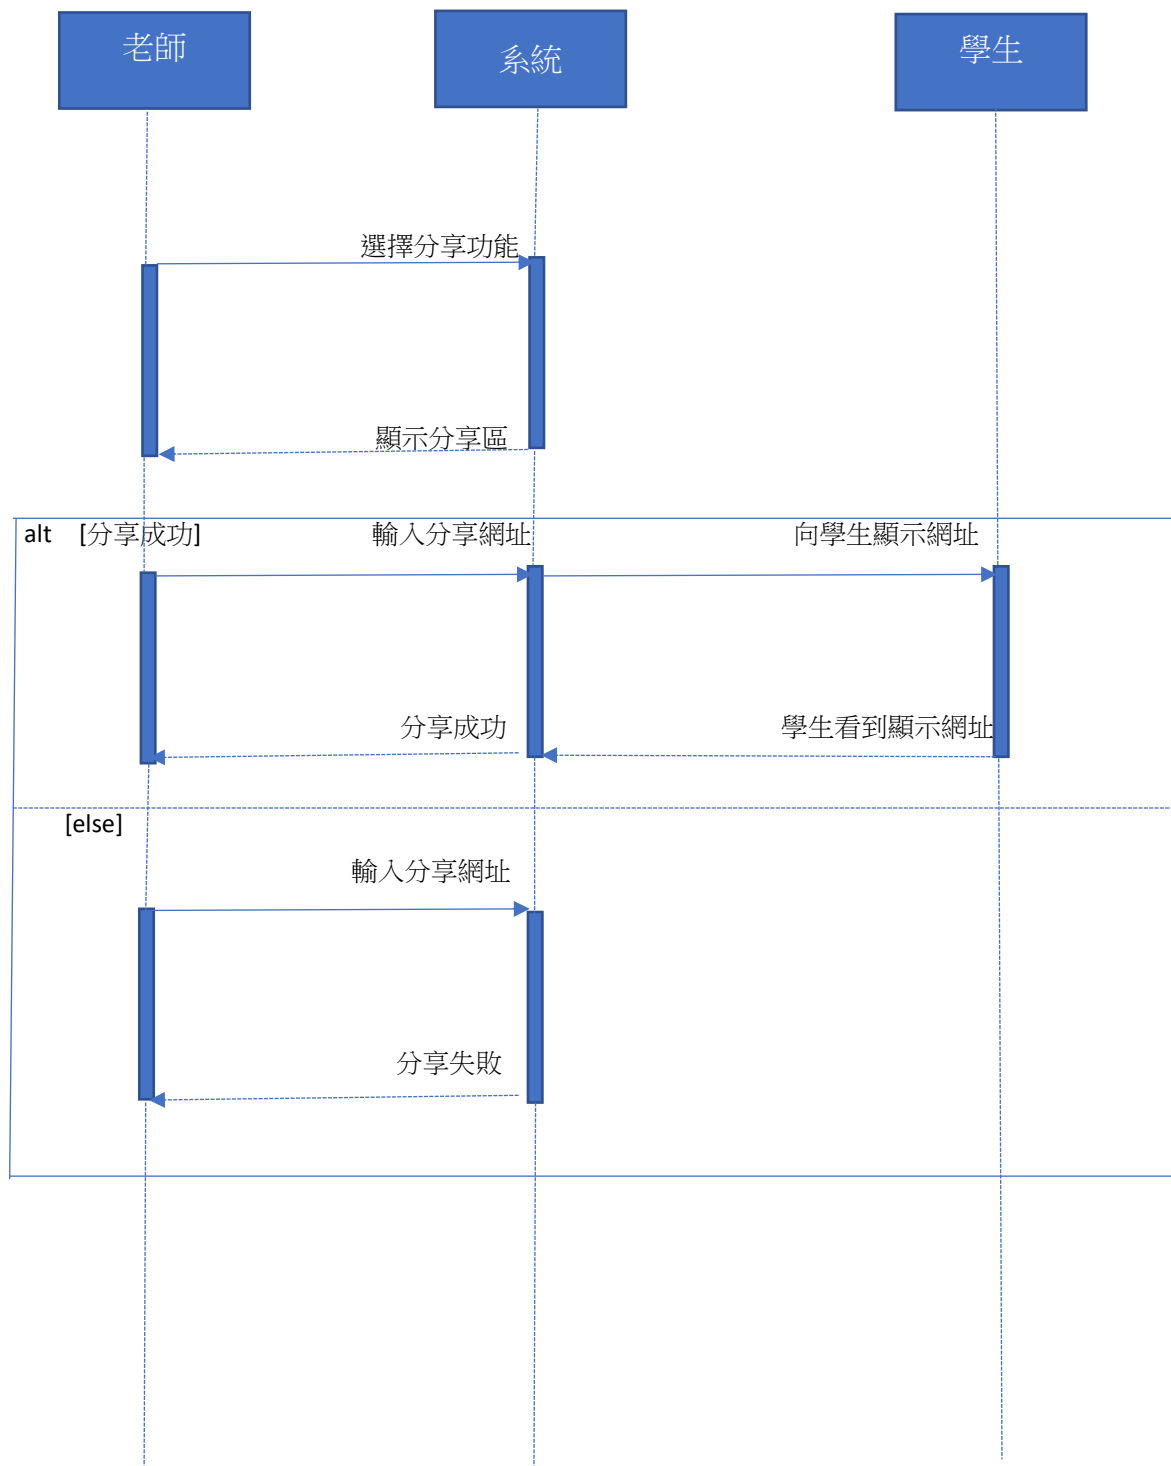 老師
系統
學生
選擇分享功能
顯示分享區
alt [分享成功] 輸入分享網址 向學生顯示網址
分享成功 學生看到顯示網址
[else]
輸入分享網址
分享失敗